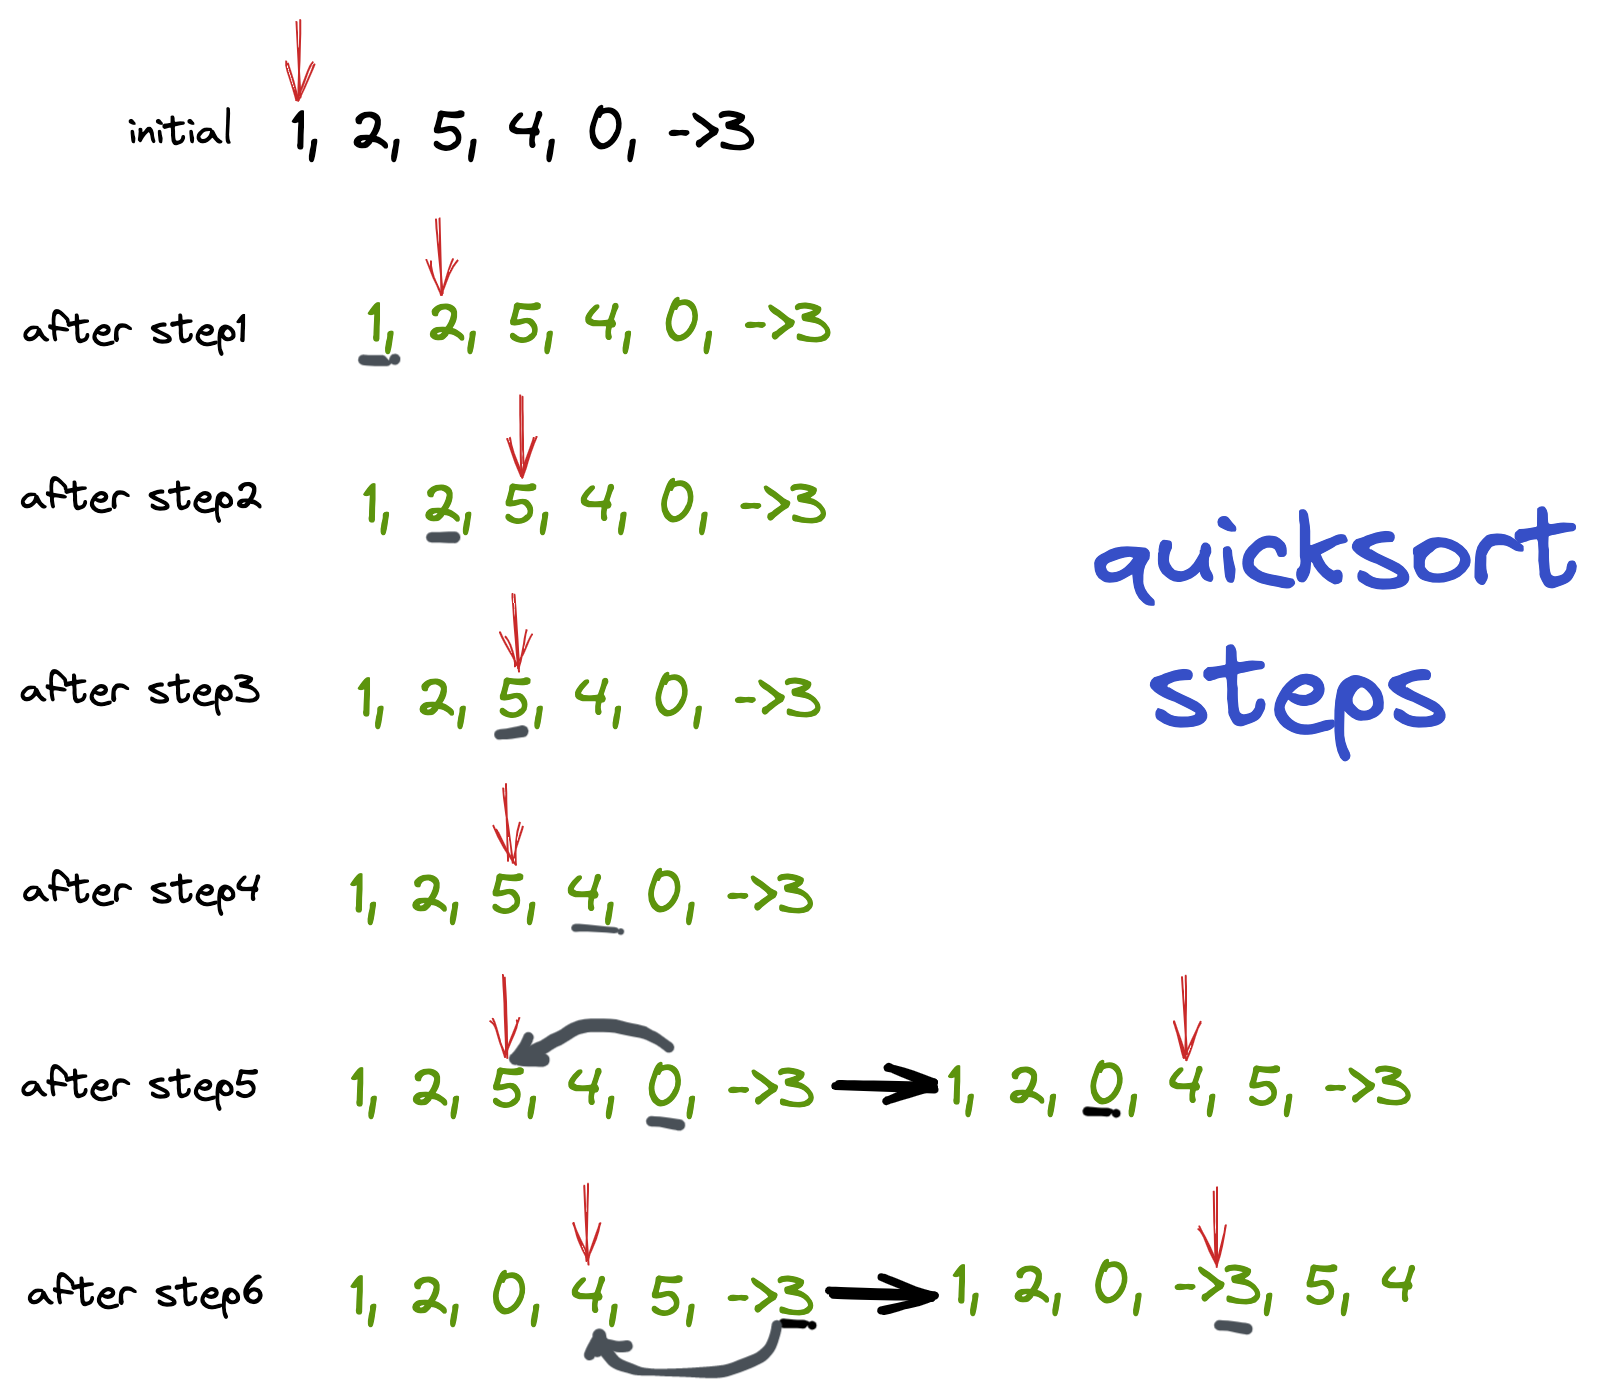 initial 1, 2, 5, 4, 0, ->3
after step1 1, 2, 5, 4, 0, ->3
after step2 1, 2, 5, 4, 0, ->3
after step3 1, 2, 5, 4, 0, ->3
after step4 1, 2, 5, 4, 0, ->3
after step5 1, 2, 5, 4, 0, ->3 1, 2, 0, 4, 5, ->3
after step6 1, 2, 0, 4, 5, ->3 1, 2, 0, ->3, 5, 4
quicksort
steps